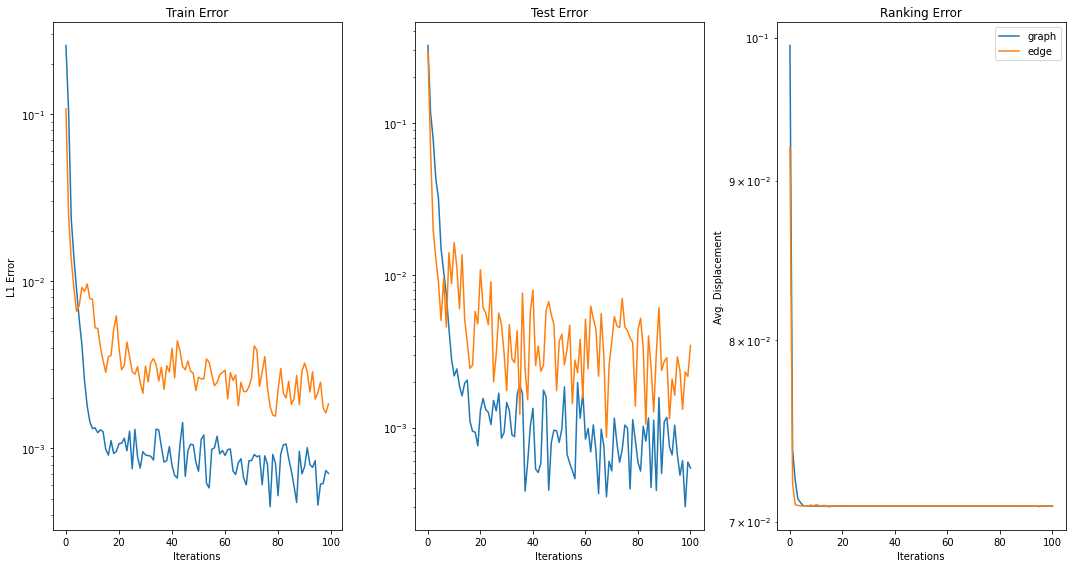 Train Error
L1 Error
10⁻¹
10⁻²
10⁻³
0 20 40 60 80 100
Iterations
Test Error
10⁻¹
10⁻²
10⁻³
0 20 40 60 80 100
Iterations
Ranking Error
Avg. Displacement
10⁻¹
9 × 10⁻²
8 × 10⁻²
7 × 10⁻²
graph
edge
0 20 40 60 80 100
Iterations